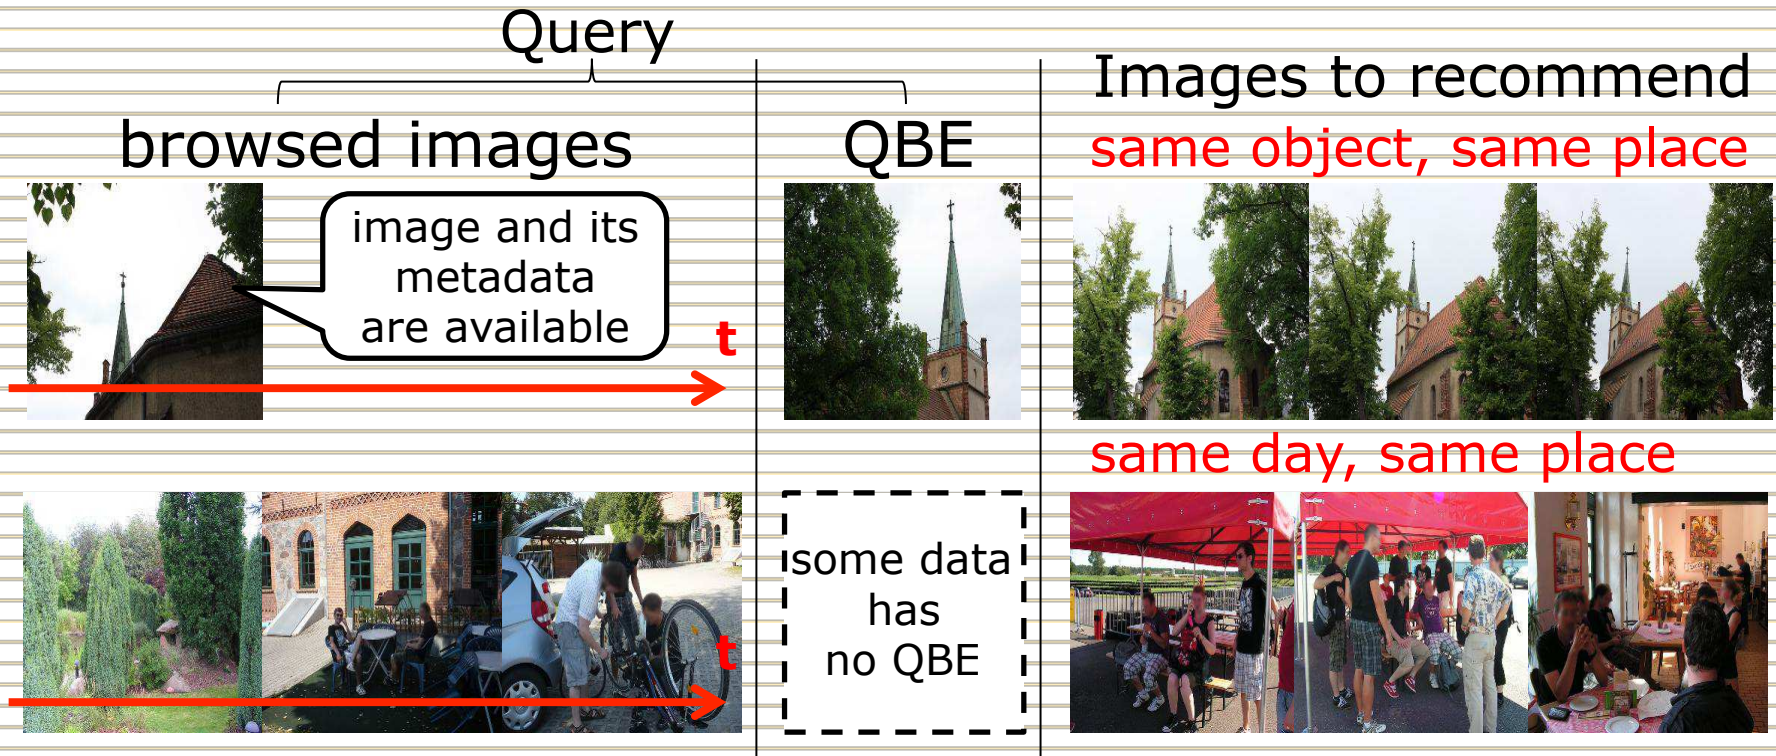 Query
browsed images
QBE
Images to recommend
same object, same place
image and its
metadata
are available
t
same day, same place
some data
has
no QBE
t